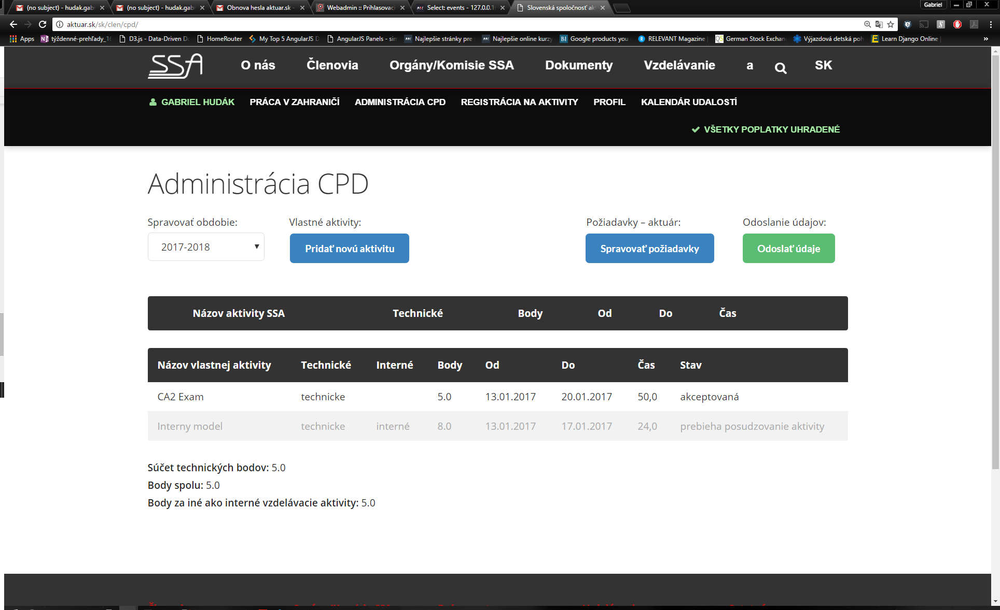 (no subject) - hudak.gab
(no subject) - hudak.gab
Obnova hesla aktuar.sk -
Webadmin :: Prihlasovaci
Select: events - 127.0.0.1:
Slovenská spoločnosť ak
Gabriel
aktuar.sk/sk/clen/cpd/
Apps
týždenné-prehľady_16
D3.js - Data-Driven Do
HomeRouter
My Top 5 AngularJS D
AngularJS Panels - sim
Najlepšie stránky pre
Najlepšie online kurzy
Google products you
RELEVANT Magazine
German Stock Exchan
Výjazdová detská poh
Learn Django Online |
»
SSA
O nás
Členovia
Orgány/Komisie SSA
Dokumenty
Vzdelávanie
a
SK
GABRIEL HUDÁK
PRÁCA V ZAHRANIČÍ
ADMINISTRÁCIA CPD
REGISTRÁCIA NA AKTIVITY
PROFIL
KALENDÁR UDALOSTÍ
VŠETKY POPLATKY UHRADENÉ
Administrácia CPD
Spravovať obdobie:
Vlastné aktivity:
Požiadavky – aktuár:
Odoslanie údajov:
2017-2018
Pridať novú aktivitu
Spravovať požiadavky
Odoslať údaje
Názov aktivity SSA Technické Body Od Do Čas
Názov vlastnej aktivity Technické Interné Body Od Do Čas Stav
CA2 Exam technicke 5.0 13.01.2017 20.01.2017 50,0 akceptovaná
Interny model technicke interné 8.0 13.01.2017 17.01.2017 24,0 prebieha posudzovanie aktivity
Súčet technických bodov: 5.0
Body spolu: 5.0
Body za iné ako interné vzdelávacie aktivity: 5.0